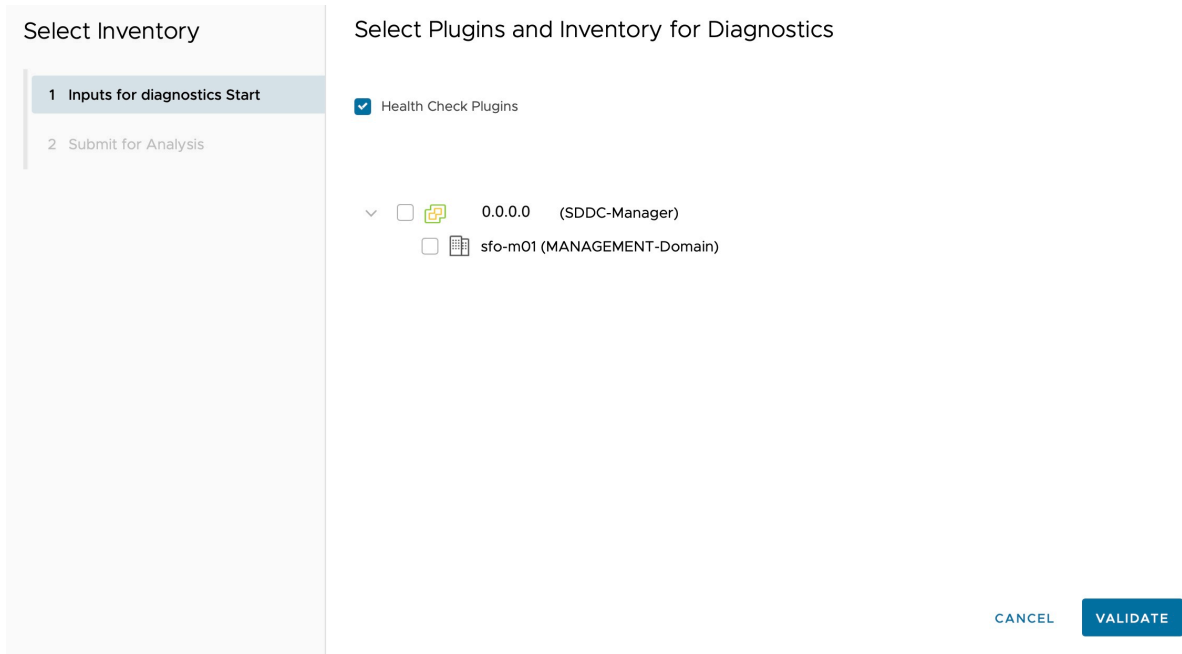 Select Inventory
1 Inputs for diagnostics Start
2 Submit for Analysis
Select Plugins and Inventory for Diagnostics
Health Check Plugins
0.0.0.0 (SDDC-Manager)
sfo-m01 (MANAGEMENT-Domain)
CANCEL VALIDATE